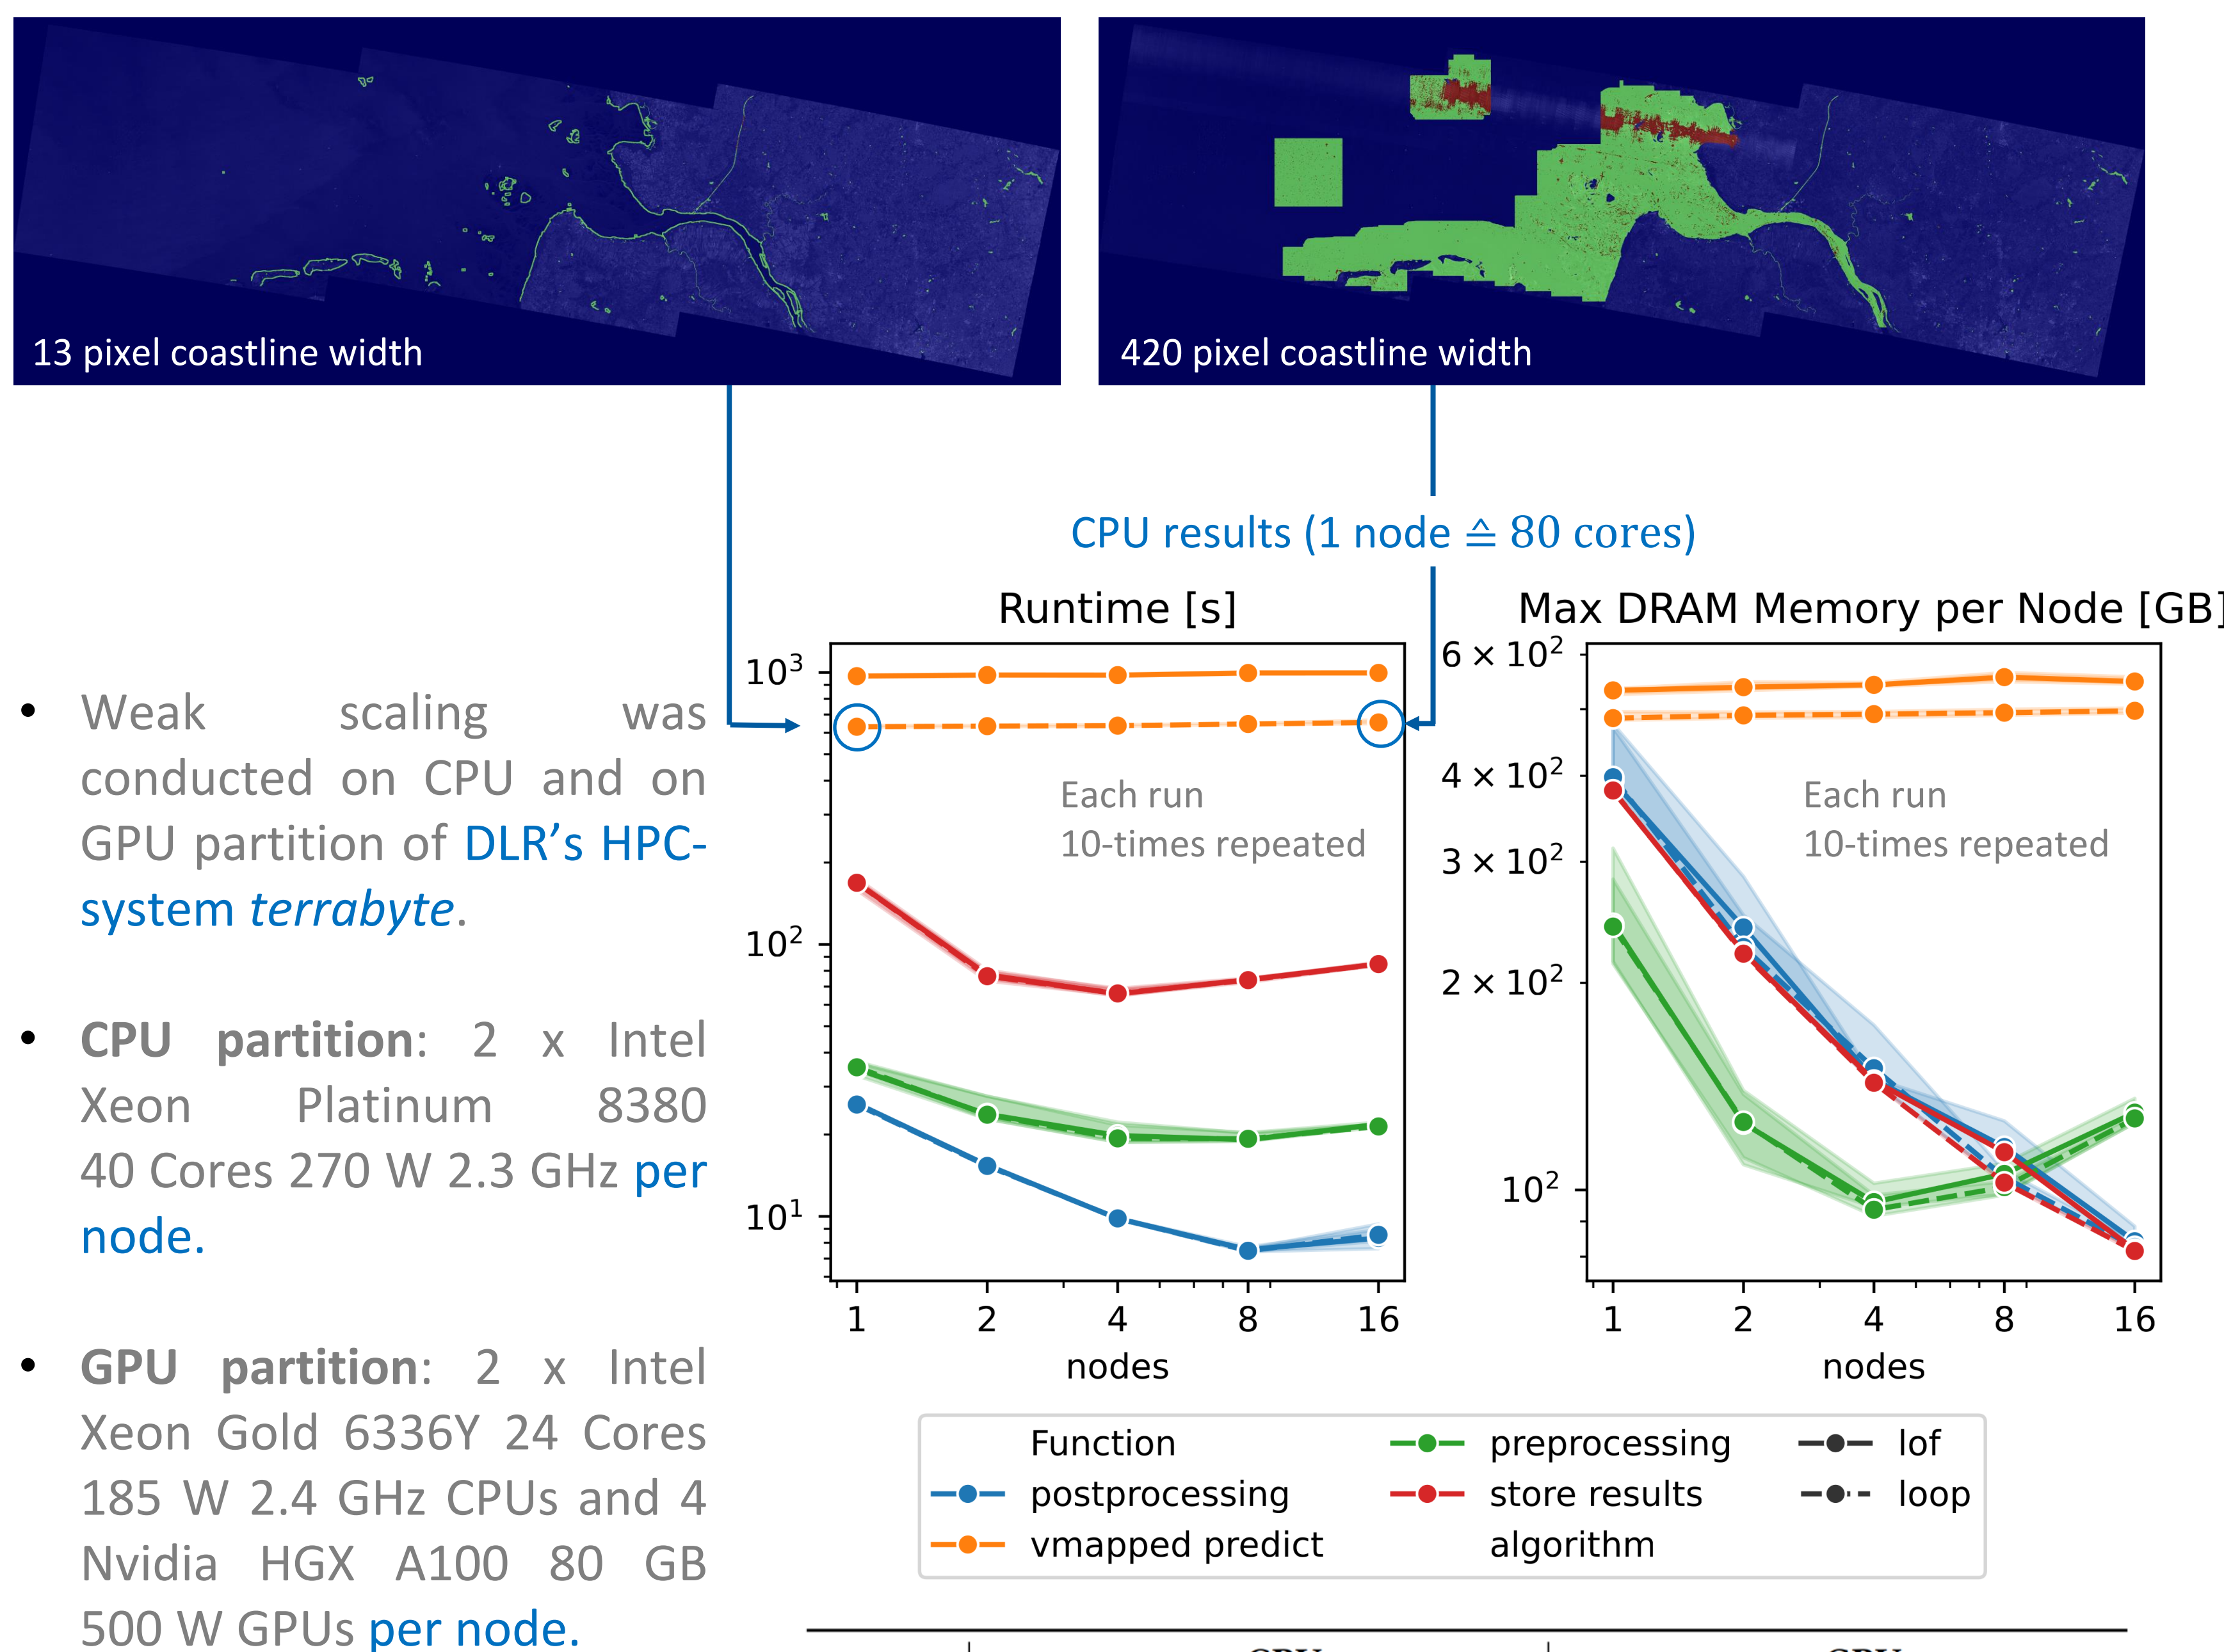 13 pixel coastline width
420 pixel coastline width
CPU results (1 node ≙ 80 cores)
• Weak scaling was
conducted on CPU and on
GPU partition of DLR’s HPC-
system terrabyte.
• CPU partition: 2 x Intel
Xeon Platinum 8380
40 Cores 270 W 2.3 GHz per
node.
• GPU partition: 2 x Intel
Xeon Gold 6336Y 24 Cores
185 W 2.4 GHz CPUs and 4
Nvidia HGX A100 80 GB
500 W GPUs per node.
Runtime [s]
10³
10²
10¹
Each run
10-times repeated
1 2 4 8 16
nodes
Max DRAM Memory per Node [GB]
6 × 10²
4 × 10²
3 × 10²
2 × 10²
10²
Each run
10-times repeated
1 2 4 8 16
nodes
Function
postprocessing
vmapped predict
preprocessing
store results
algorithm
lof
loop